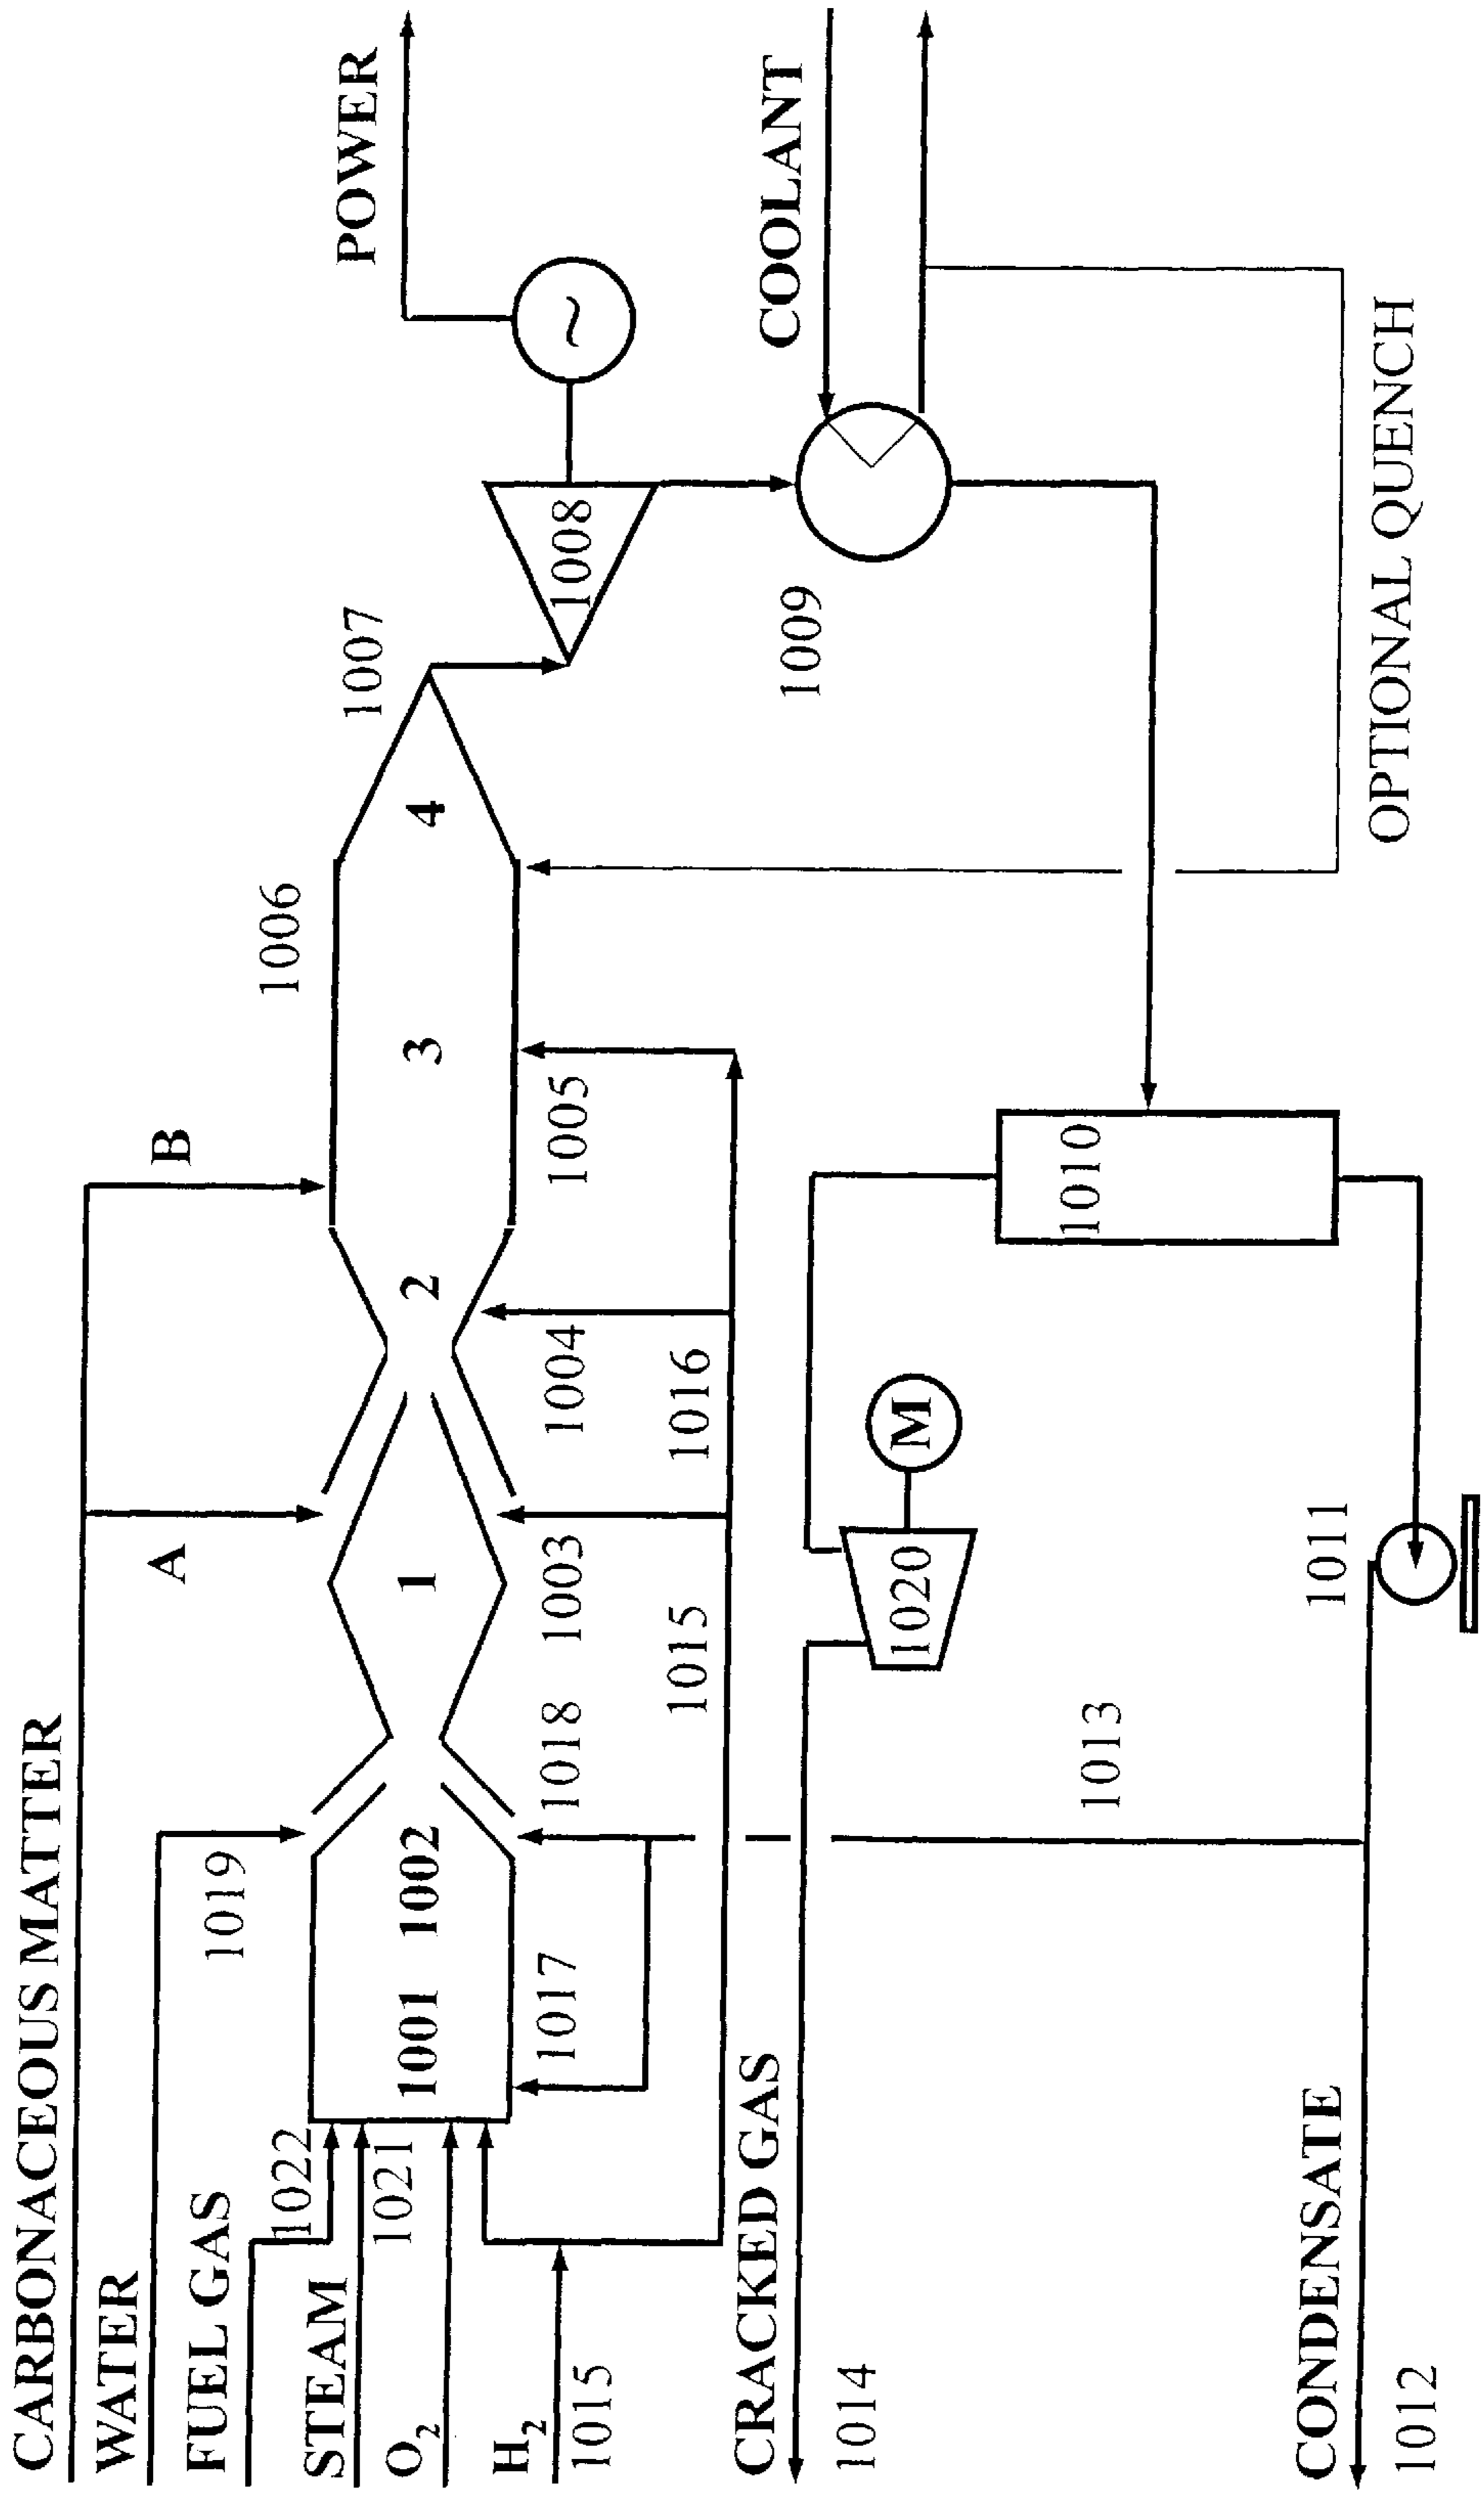 CARBONACEOUS MATTER
WATER
FUEL GAS
STEAM
O2
H2
1015
CRACKED GAS
1014
CONDENSATE
1012
1022
1021
1019
1001 1002
1017
1018
1003
1015
1016
1004
1005
A
B
1
2
3
4
1006
1007
1008
~
POWER
COOLANT
1009
1010
M
1020
1011
1013
OPTIONAL QUENCH